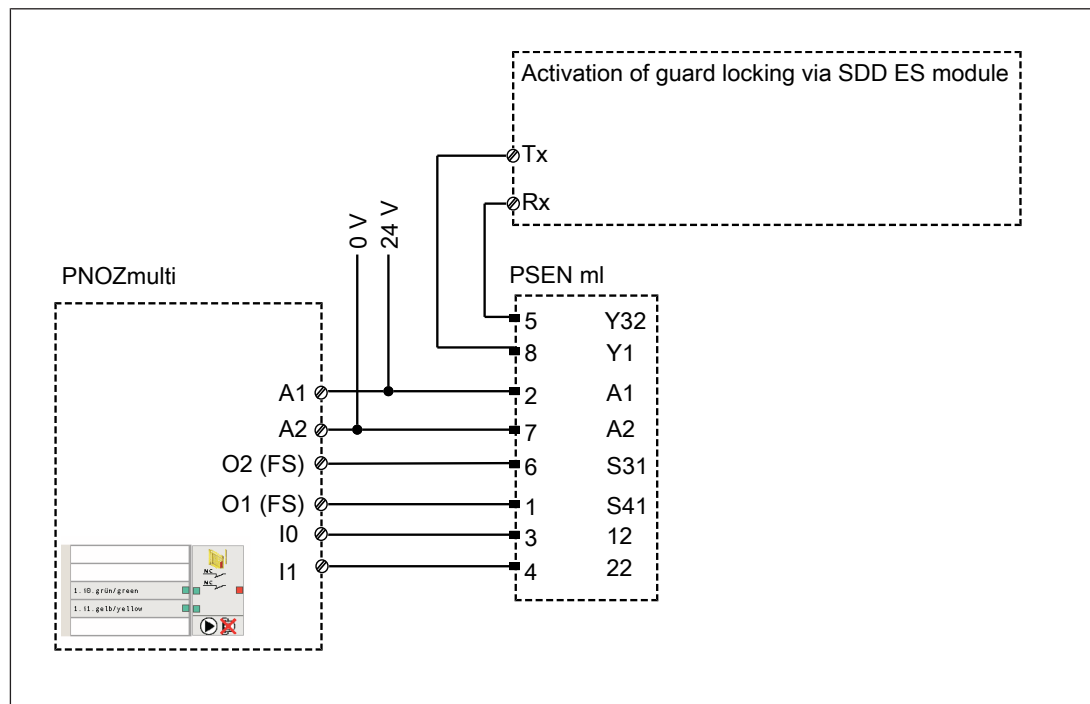 Activation of guard locking via SDD ES module
Tx
Rx
0 V
24 V
PNOZmulti
PSEN ml
5 Y32
8 Y1
A1
2 A1
A2
7 A2
O2 (FS)
6 S31
O1 (FS)
1 S41
I0
3 12
I1
4 22
NC
NC
1. I0.grün/green
1. I1.gelb/yellow